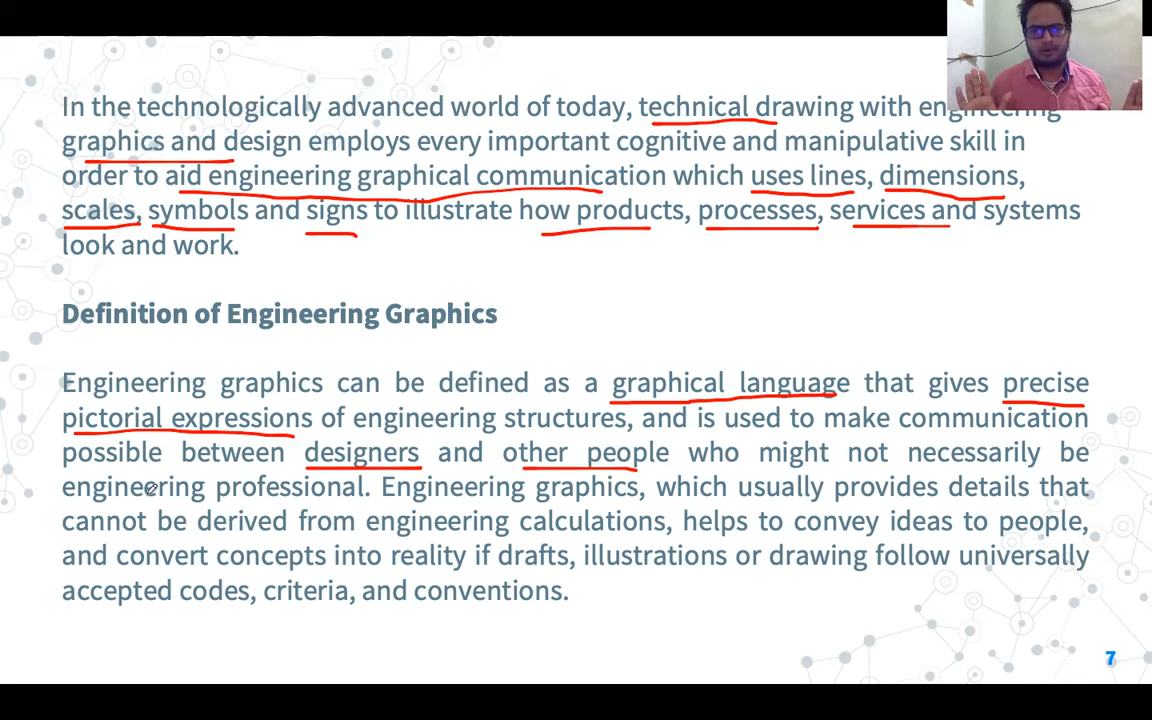 In the technologically advanced world of today, technical drawing with engineering
graphics and design employs every important cognitive and manipulative skill in
order to aid engineering graphical communication which uses lines, dimensions,
scales, symbols and signs to illustrate how products, processes, services and systems
look and work.
Definition of Engineering Graphics
Engineering graphics can be defined as a graphical language that gives precise
pictorial expressions of engineering structures, and is used to make communication
possible between designers and other people who might not necessarily be
engineering professional. Engineering graphics, which usually provides details that
cannot be derived from engineering calculations, helps to convey ideas to people,
and convert concepts into reality if drafts, illustrations or drawing follow universally
accepted codes, criteria, and conventions.
7